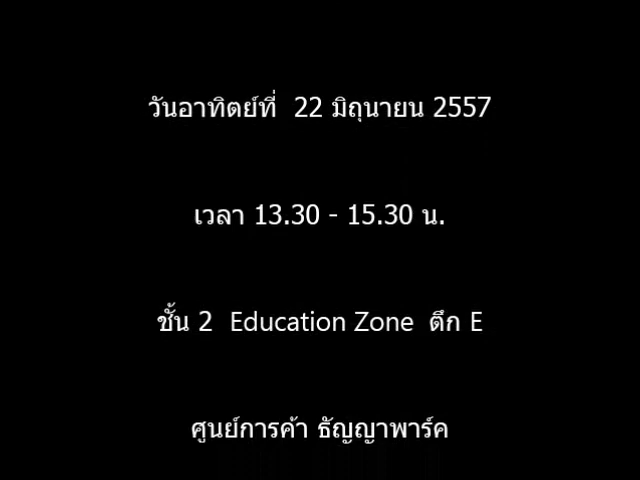 วันอาทิตย์ที่ 22 มิถุนายน 2557
เวลา 13.30 - 15.30 น.
ชั้น 2 Education Zone ตึก E
ศูนย์การค้า ธัญญาพาร์ค